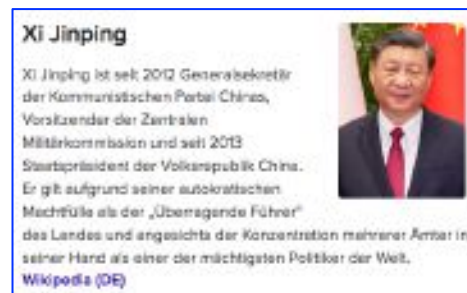 Xi Jinping
Xi Jinping ist seit 2012 Generalsekretär
der Kommunistischen Partei Chinas,
Vorsitzender der Zentralen
Militärkommission und seit 2013
Staatspräsident der Volksrepublik China.
Er gilt aufgrund seiner autokratischen
Machtfülle als der „Überragende Führer“
des Landes und angesichts der Konzentration mehrerer Ämter in
seiner Hand als einer der mächtigsten Politiker der Welt.
Wikipedia (DE)